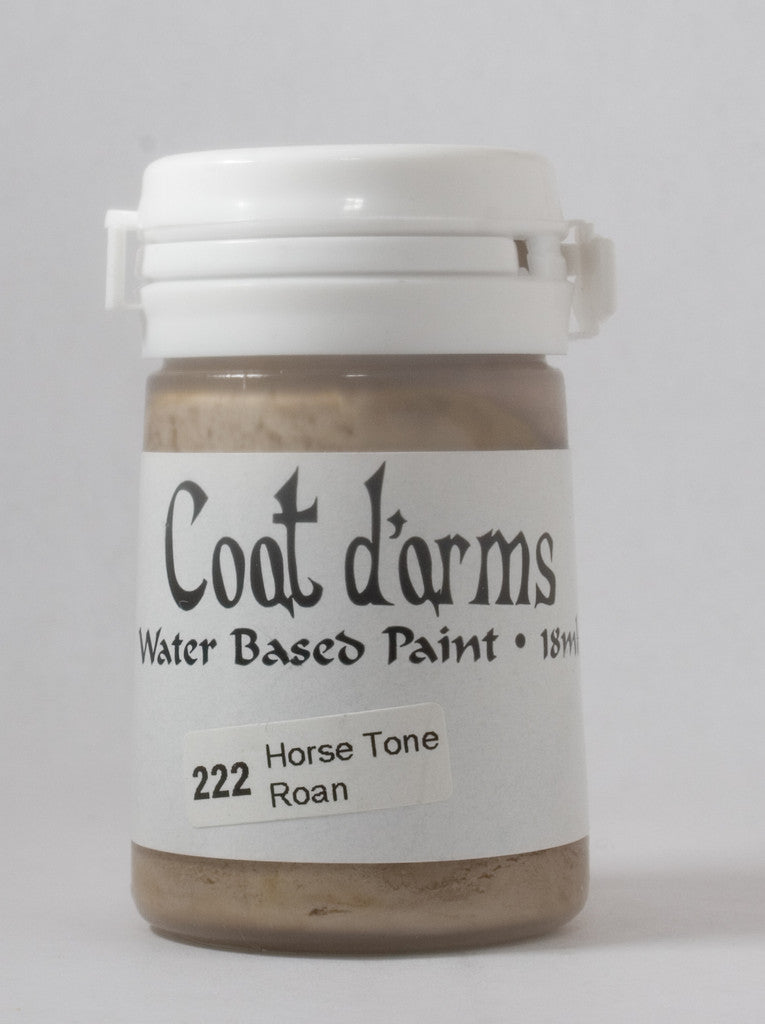 Coat d'arms
Water Based Paint • 18ml
222 Horse Tone
Roan